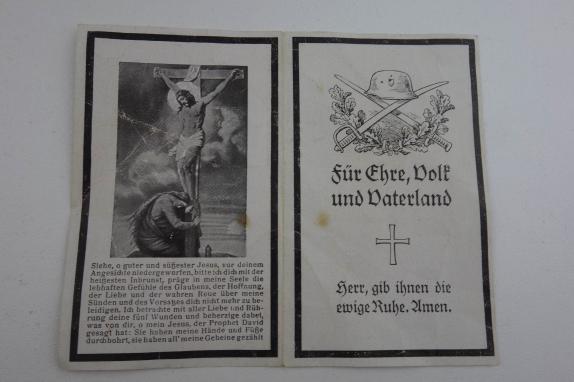 Siehe, o guter und süßester Jesus, vor deinem
Angesichte niedergeworfen, bitte ich dich mit der
heißesten Inbrunst, präge in meine Seele die
lebhaften Gefühle des Glaubens, der Hoffnung,
der Liebe und der wahren Reue über meine
Sünden und des Vorsatzes dich nicht mehr zu be-
leidigen. Ich betrachte mit aller Liebe und Rüh-
rung deine fünf Wunden und beherzige dabei,
was von dir, o mein Jesus, der Prophet David
gesagt hat: Sie haben meine Hände und Füße
durchbohrt, sie haben all' meine Gebeine gezählt
Für Ehre, Volk
und Vaterland
Herr, gib ihnen die
ewige Ruhe. Amen.